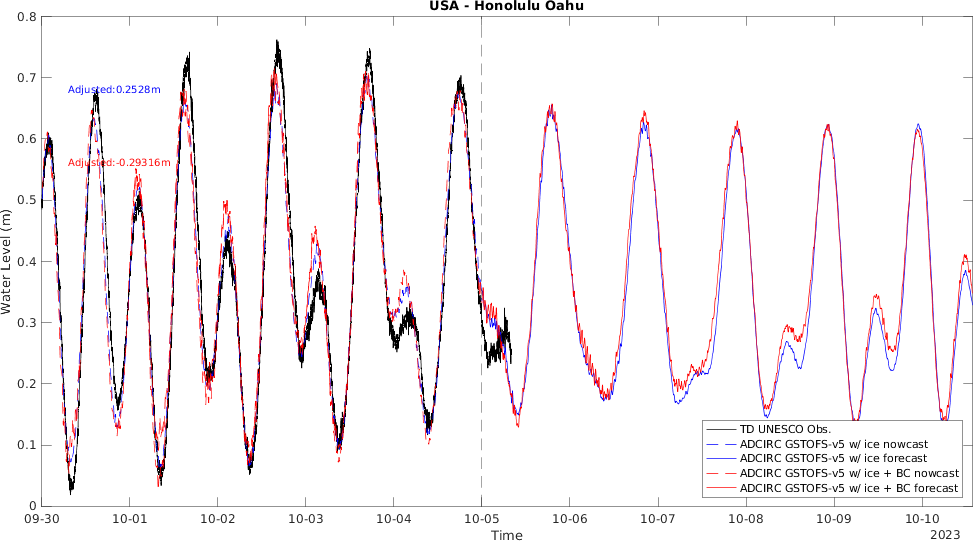 USA - Honolulu Oahu
0.8
0.7
0.6
0.5
0.4
0.3
0.2
0.1
0
Water Level (m)
Adjusted:0.2528m
Adjusted:-0.29316m
TD UNESCO Obs.
ADCIRC GSTOFS-v5 w/ ice nowcast
ADCIRC GSTOFS-v5 w/ ice forecast
ADCIRC GSTOFS-v5 w/ ice + BC nowcast
ADCIRC GSTOFS-v5 w/ ice + BC forecast
09-30 10-01 10-02 10-03 10-04 10-05 10-06 10-07 10-08 10-09 10-10
Time
2023